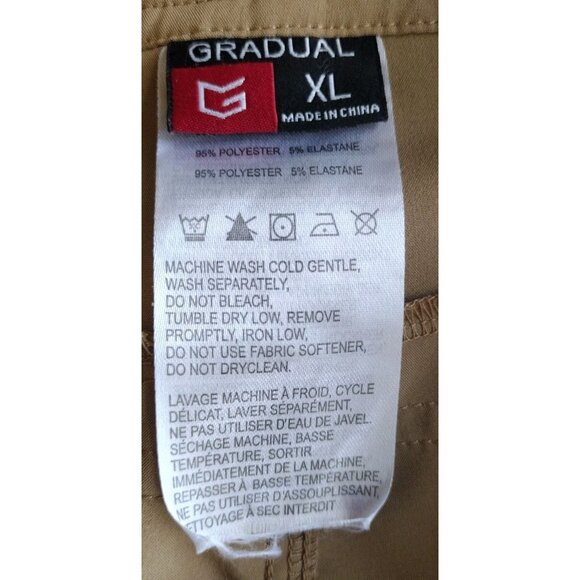 GRADUAL
XL
MADE IN CHINA
95% POLYESTER 5% ELASTANE
95% POLYESTER 5% ELASTANE
MACHINE WASH COLD GENTLE,
WASH SEPARATELY,
DO NOT BLEACH,
TUMBLE DRY LOW, REMOVE
PROMPTLY, IRON LOW,
DO NOT USE FABRIC SOFTENER,
DO NOT DRYCLEAN.
LAVAGE MACHINE À FROID, CYCLE
DÉLICAT, LAVER SÉPARÉMENT,
NE PAS UTILISER D'EAU DE JAVEL.
SÉCHAGE MACHINE, BASSE
TEMPÉRATURE, SORTIR
IMMÉDIATEMENT DE LA MACHINE,
REPASSER À BASSE TEMPÉRATURE,
NE PAS UTILISER D'ASSOUPLISSANT,
NETTOYAGE À SEC INTERDIT